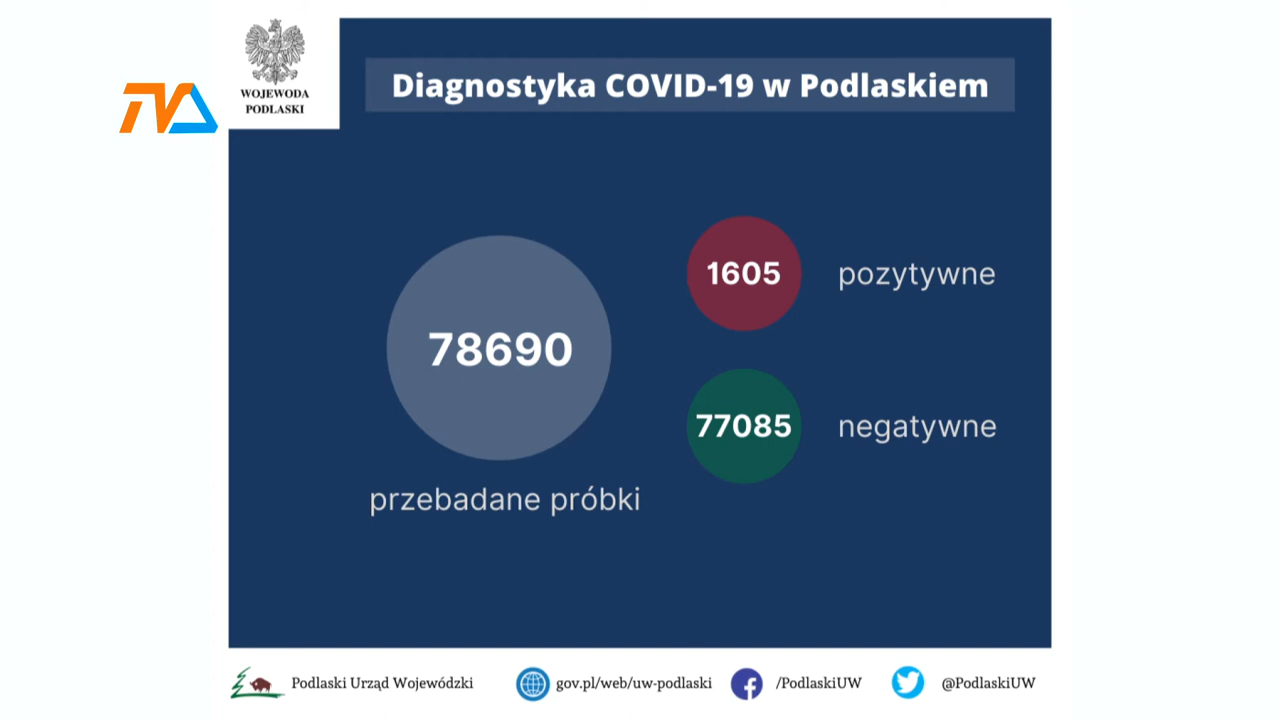 TVA
WOJEWODA
PODLASKI
Diagnostyka COVID-19 w Podlaskiem
78690
przebadane próbki
1605 pozytywne
77085 negatywne
Podlaski Urząd Wojewódzki gov.pl/web/uw-podlaski /PodlaskiUW @PodlaskiUW